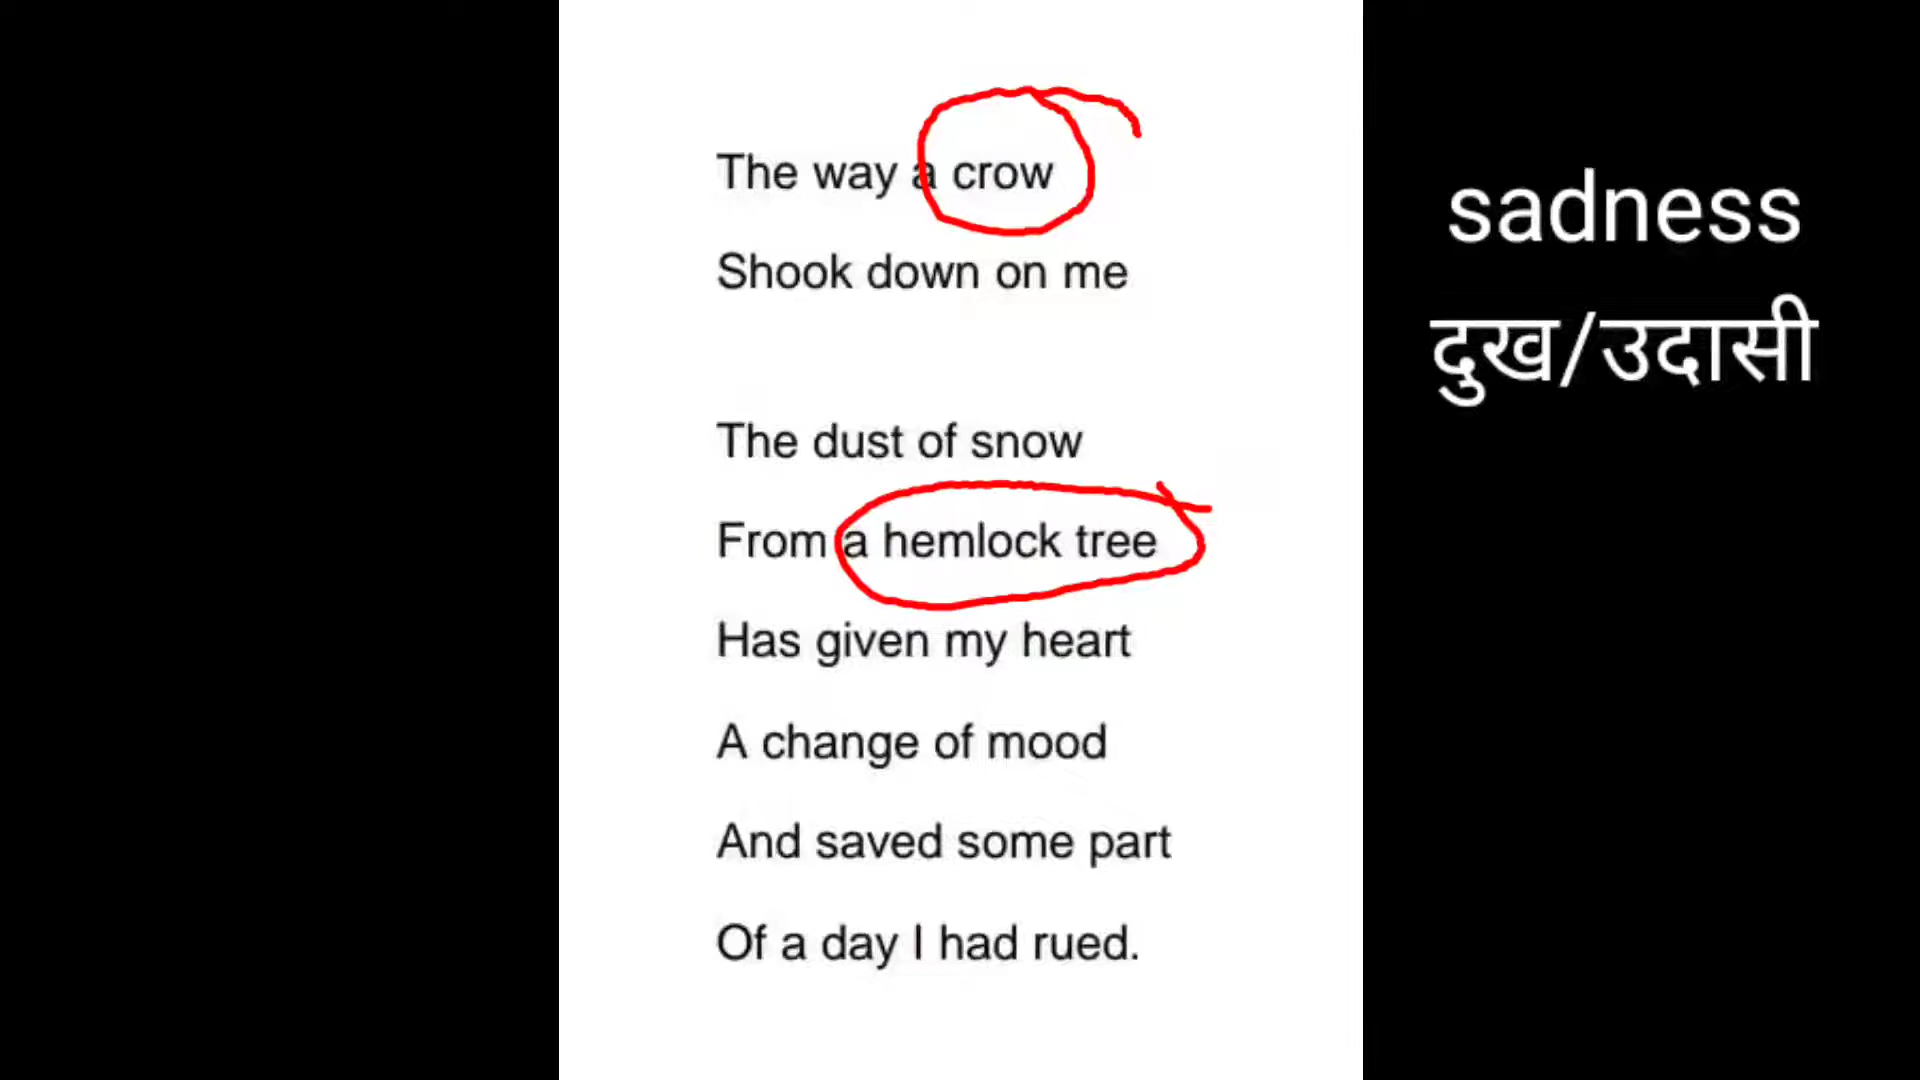 The way a crow
Shook down on me
The dust of snow
From a hemlock tree
Has given my heart
A change of mood
And saved some part
Of a day I had rued.
sadness
दुख/उदासी